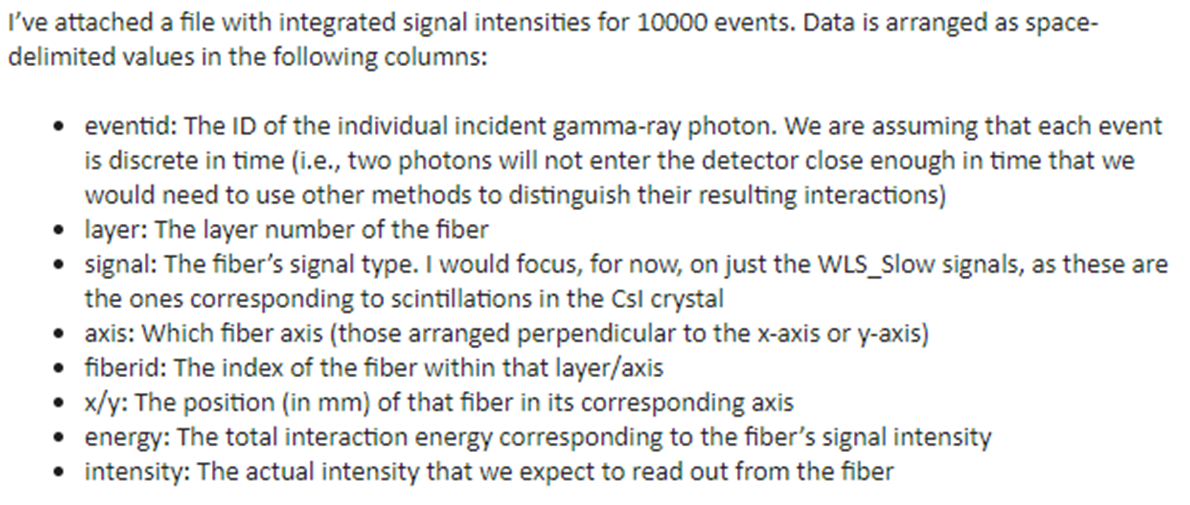 I've attached a file with integrated signal intensities for 10000 events. Data is arranged as space-
delimited values in the following columns:
• eventid: The ID of the individual incident gamma-ray photon. We are assuming that each event
is discrete in time (i.e., two photons will not enter the detector close enough in time that we
would need to use other methods to distinguish their resulting interactions)
• layer: The layer number of the fiber
• signal: The fiber's signal type. I would focus, for now, on just the WLS_Slow signals, as these are
the ones corresponding to scintillations in the CsI crystal
• axis: Which fiber axis (those arranged perpendicular to the x-axis or y-axis)
• fiberid: The index of the fiber within that layer/axis
• x/y: The position (in mm) of that fiber in its corresponding axis
• energy: The total interaction energy corresponding to the fiber's signal intensity
• intensity: The actual intensity that we expect to read out from the fiber